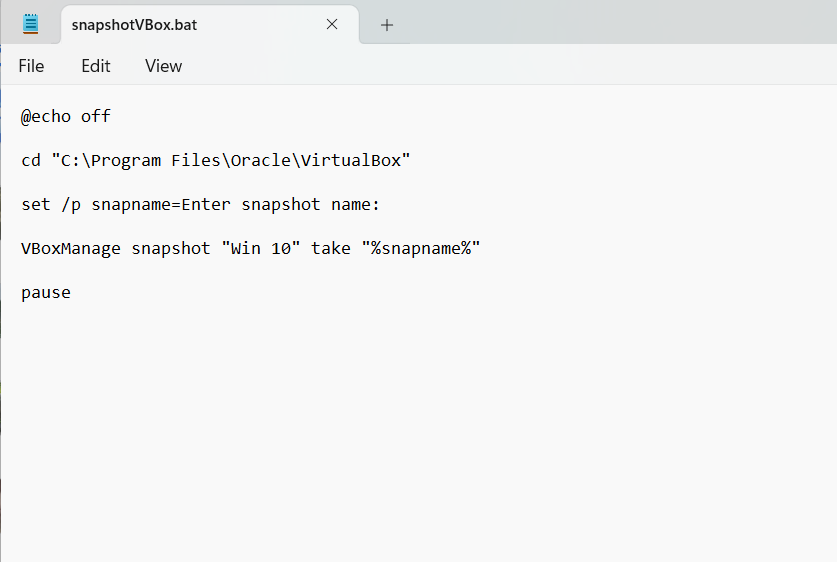 snapshotVBox.bat
File Edit View
@echo off
cd "C:\Program Files\Oracle\VirtualBox"
set /p snapname=Enter snapshot name:
VBoxManage snapshot "Win 10" take "%snapname%"
pause